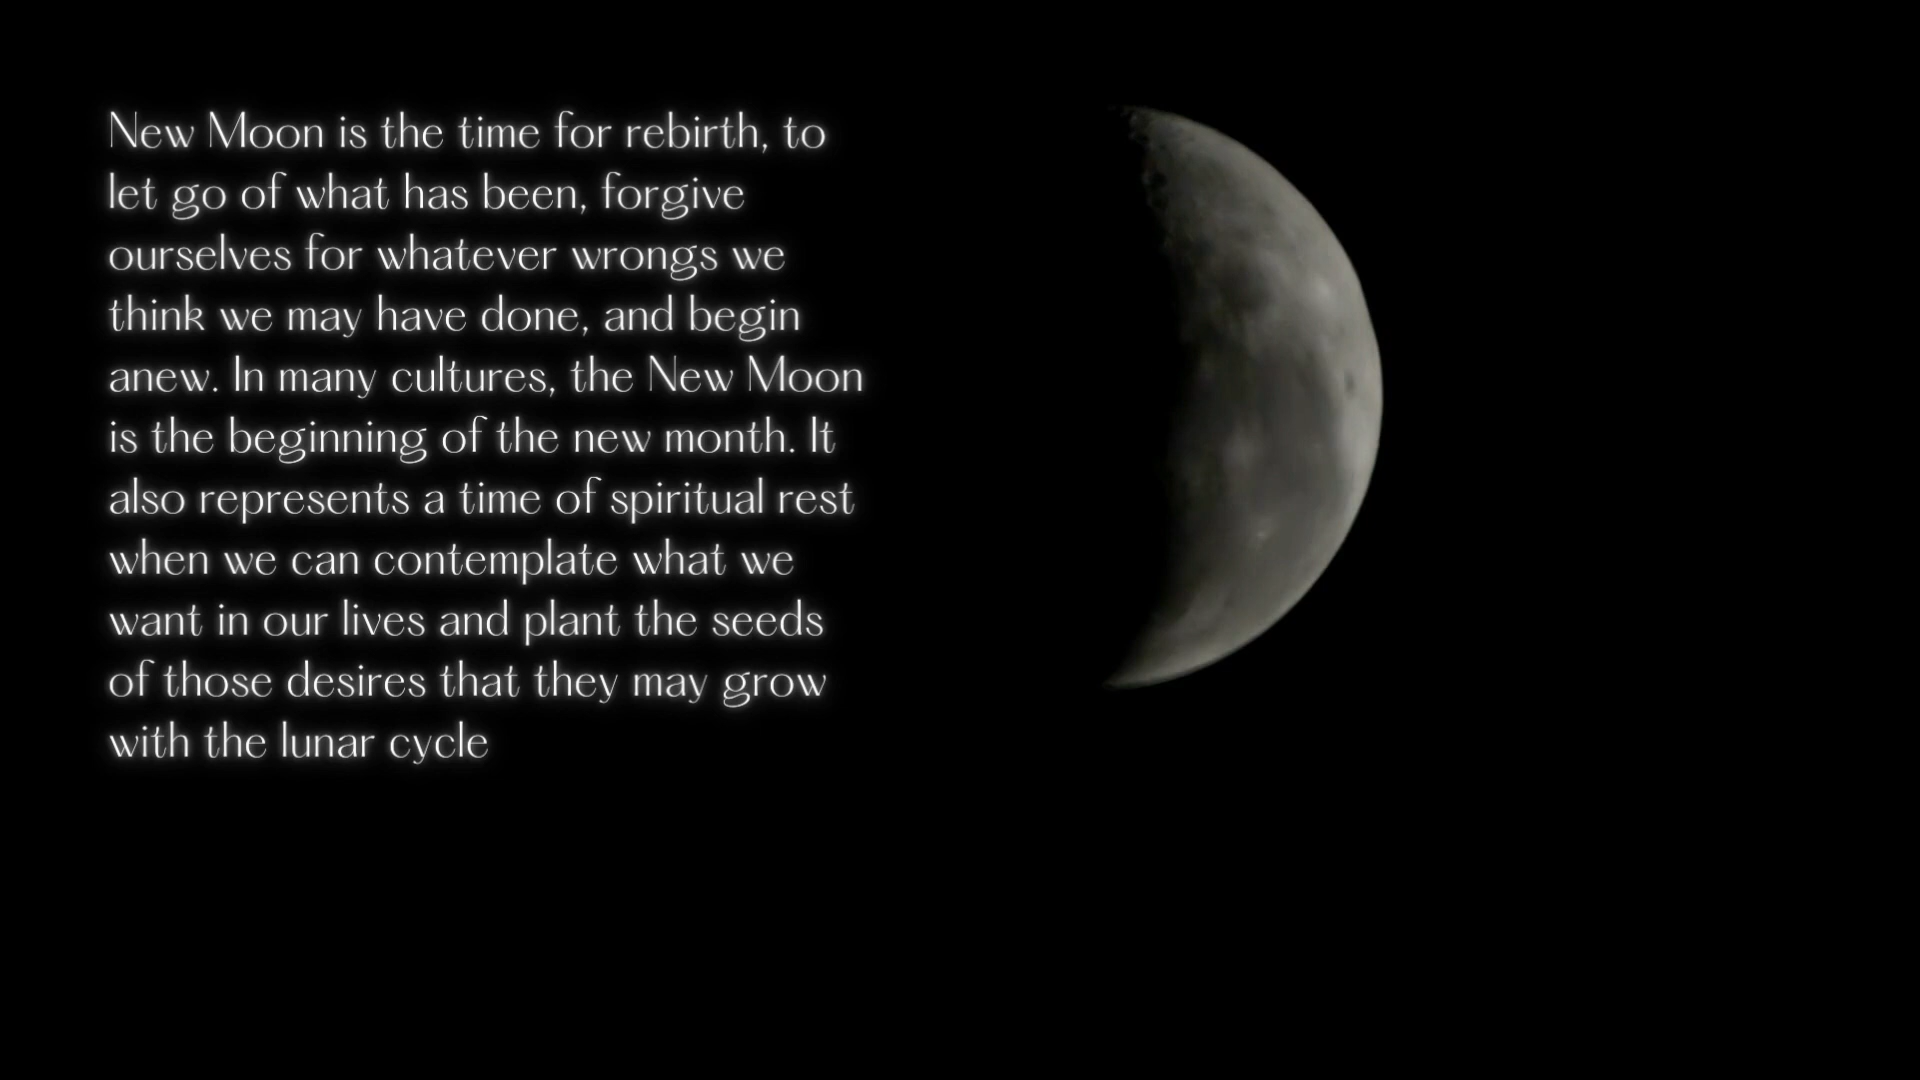 New Moon is the time for rebirth, to
let go of what has been, forgive
ourselves for whatever wrongs we
think we may have done, and begin
anew. In many cultures, the New Moon
is the beginning of the new month. It
also represents a time of spiritual rest
when we can contemplate what we
want in our lives and plant the seeds
of those desires that they may grow
with the lunar cycle